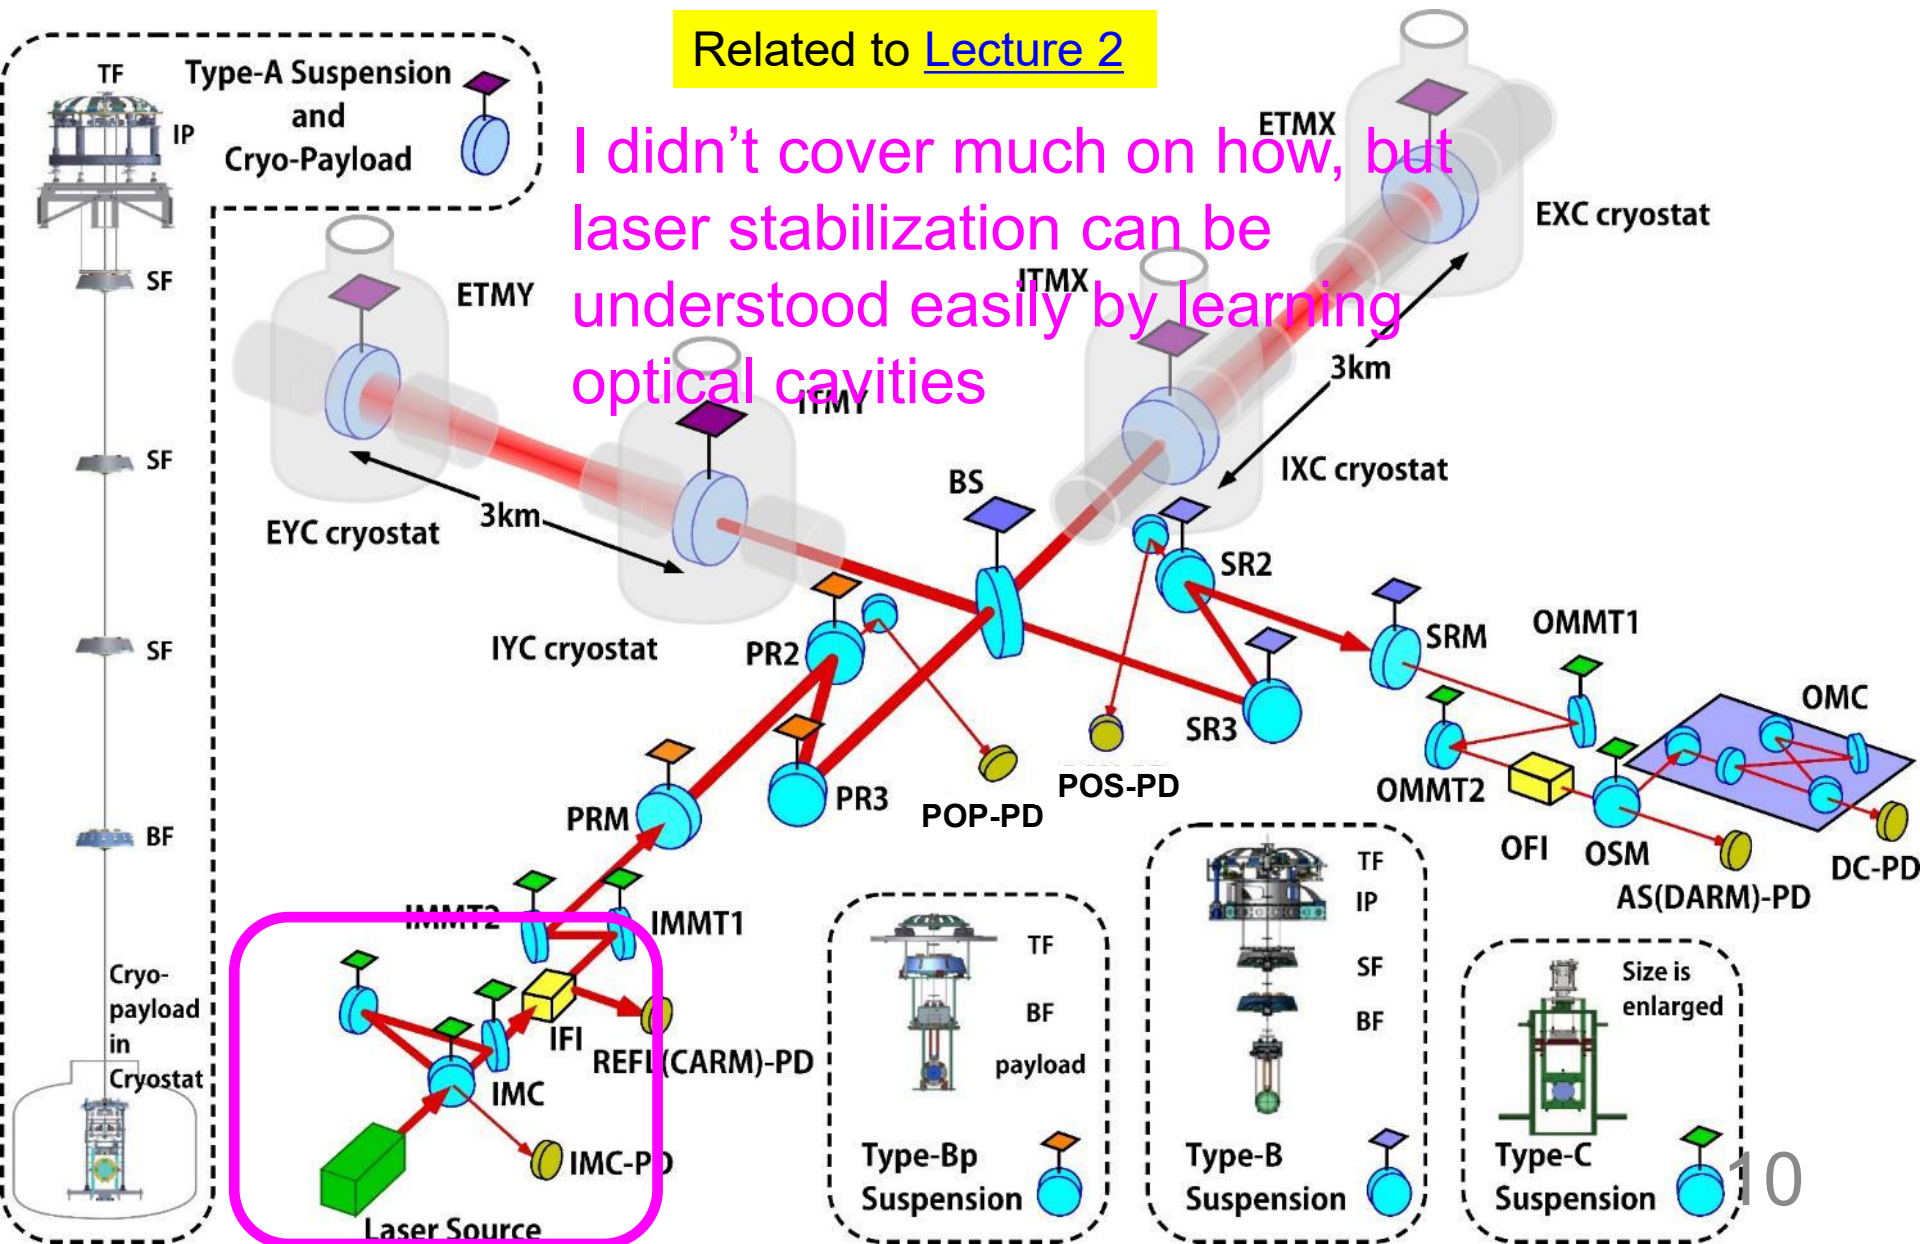 Related to Lecture 2
I didn’t cover much on how, but
laser stabilization can be
understood easily by learning
optical cavities
Type-A Suspension
and
Cryo-Payload
TF
IP
SF
SF
SF
BF
Cryo-
payload
in
Cryostat
ETMX
EXC cryostat
ETMY
ITMX
3km
ITMY
IXC cryostat
BS
3km
EYC cryostat
IYC cryostat
SR2
SRM
OMMT1
PR2
SR3
OMC
PR3
POP-PD
POS-PD
OMMT2
PRM
OFI
OSM
DC-PD
AS(DARM)-PD
IMMT2
IMMT1
IFI
REFL(CARM)-PD
IMC
IMC-PD
Laser Source
TF
BF
payload
Type-Bp
Suspension
TF
IP
SF
BF
Type-B
Suspension
Size is
enlarged
Type-C
Suspension
10